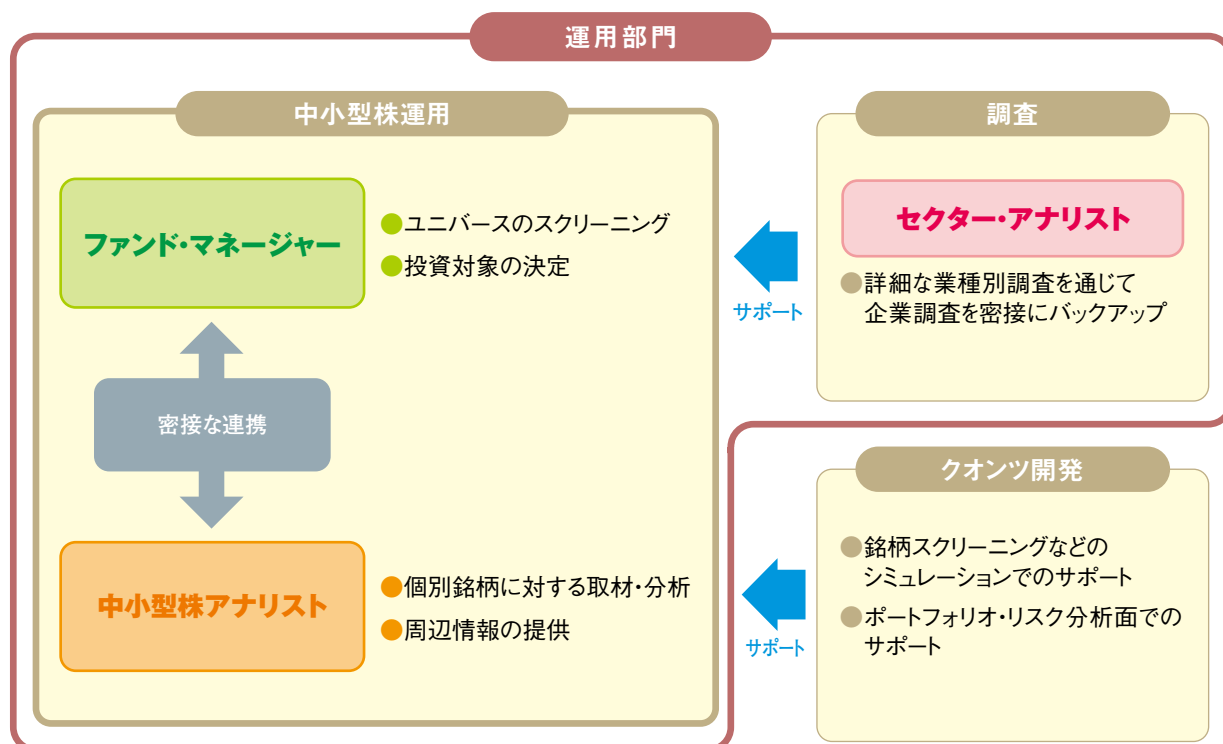 運用部門
中小型株運用
ファンド・マネージャー
●ユニバースのスクリーニング
●投資対象の決定
密接な連携
中小型株アナリスト
●個別銘柄に対する取材・分析
●周辺情報の提供
サポート
調査
セクター・アナリスト
●詳細な業種別調査を通じて
企業調査を密接にバックアップ
サポート
クオンツ開発
●銘柄スクリーニングなどの
シミュレーションでのサポート
●ポートフォリオ・リスク分析面での
サポート